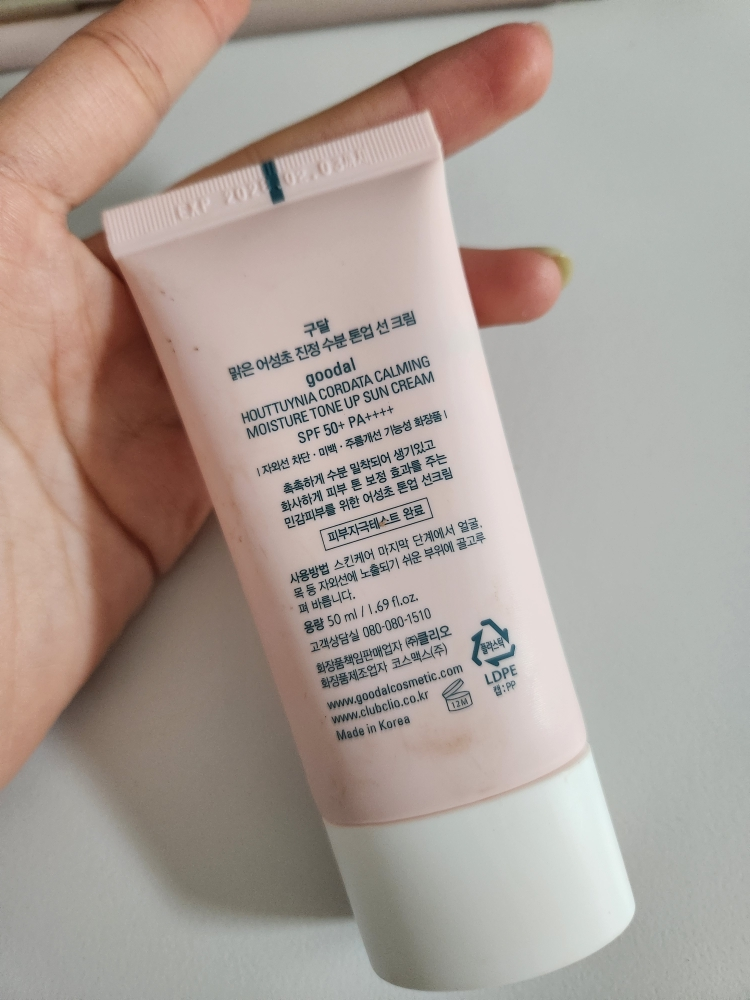 EXP 202
구달
맑은 어성초 진정 수분 톤업 선 크림
goodal
HOUTTUYNIA CORDATA CALMING
MOISTURE TONE UP SUN CREAM
SPF 50+ PA++++
| 자외선 차단 · 미백 · 주름개선 기능성 화장품 |
촉촉하게 수분 밀착되어 생기있고
화사하게 피부 톤 보정 효과를 주는
민감피부를 위한 어성초 톤업 선크림
피부자극테스트 완료
사용방법 스킨케어 마지막 단계에서 얼굴,
목 등 자외선에 노출되기 쉬운 부위에 골고루
펴 바릅니다.
용량 50 ml / 1.69 fl.oz.
고객상담실 080-080-1510
화장품책임판매업자 (주)클리오
화장품제조업자 코스맥스(주)
www.goodalcosmetic.com
www.clubclio.co.kr
Made in Korea
12M
플라스틱
LDPE
캡:PP